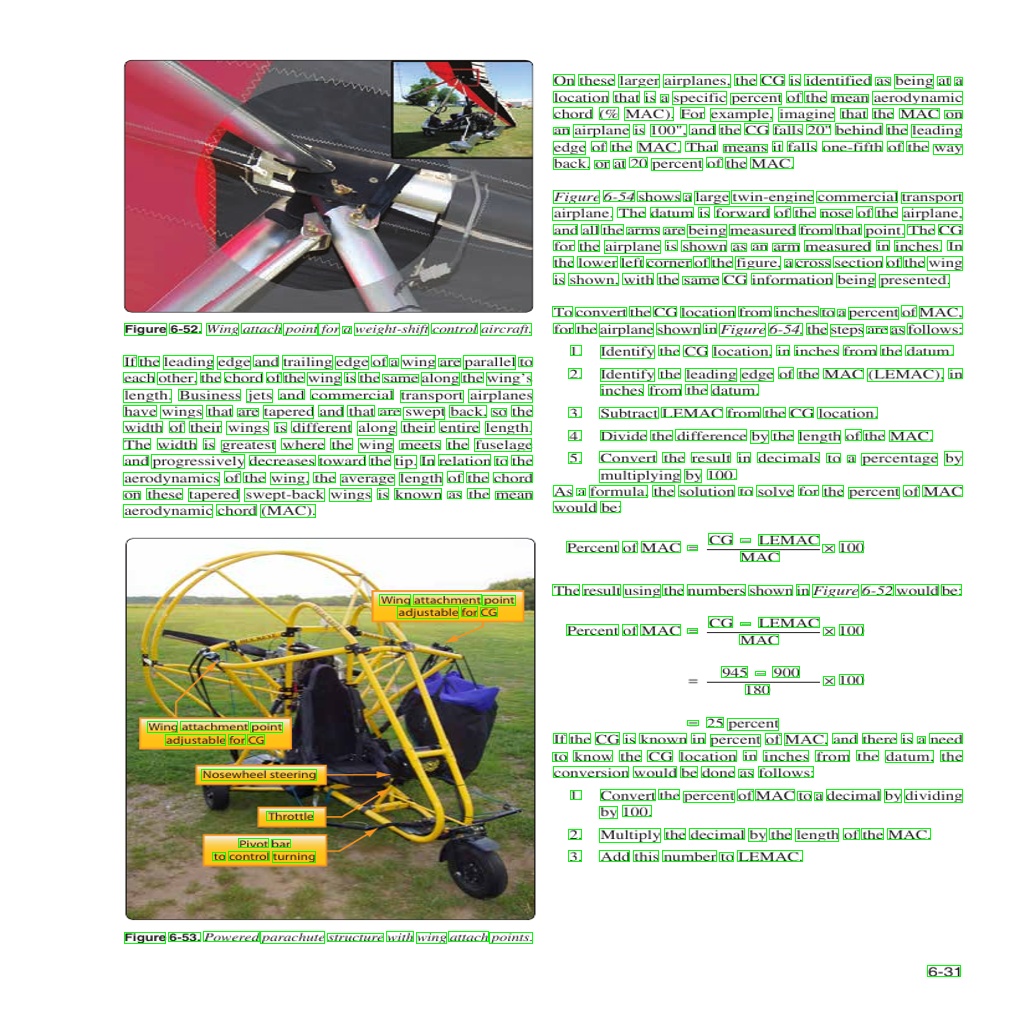 Figure 6-52. Wing attach point for a weight-shift control aircraft.
If the leading edge and trailing edge of a wing are parallel to
each other, the chord of the wing is the same along the wing's
length. Business jets and commercial transport airplanes
have wings that are tapered and that are swept back, so the
width of their wings is different along their entire length.
The width is greatest where the wing meets the fuselage
and progressively decreases toward the tip. In relation to the
aerodynamics of the wing, the average length of the chord
on these tapered swept-back wings is known as the mean
aerodynamic chord (MAC).
Wing attachment point
adjustable for CG
Wing attachment point
adjustable for CG
Nosewheel steering
Throttle
Pivot bar
to control turning
Figure 6-53. Powered parachute structure with wing attach points.
On these larger airplanes, the CG is identified as being at a
location that is a specific percent of the mean aerodynamic
chord (% MAC). For example, imagine that the MAC on
an airplane is 100", and the CG falls 20" behind the leading
edge of the MAC. That means it falls one-fifth of the way
back, or at 20 percent of the MAC.
Figure 6-54 shows a large twin-engine commercial transport
airplane. The datum is forward of the nose of the airplane,
and all the arms are being measured from that point. The CG
for the airplane is shown as an arm measured in inches. In
the lower left corner of the figure, a cross section of the wing
is shown, with the same CG information being presented.
To convert the CG location from inches to a percent of MAC,
for the airplane shown in Figure 6-54, the steps are as follows:
1. Identify the CG location, in inches from the datum.
2. Identify the leading edge of the MAC (LEMAC), in
inches from the datum.
3. Subtract LEMAC from the CG location.
4. Divide the difference by the length of the MAC.
5. Convert the result in decimals to a percentage by
multiplying by 100.
As a formula, the solution to solve for the percent of MAC
would be:
CG − LEMAC
Percent of MAC = × 100
MAC
The result using the numbers shown in Figure 6-52 would be:
CG − LEMAC
Percent of MAC = × 100
MAC
945 − 900
= × 100
180
= 25 percent
If the CG is known in percent of MAC, and there is a need
to know the CG location in inches from the datum, the
conversion would be done as follows:
1. Convert the percent of MAC to a decimal by dividing
by 100.
2. Multiply the decimal by the length of the MAC.
3. Add this number to LEMAC.
6-31